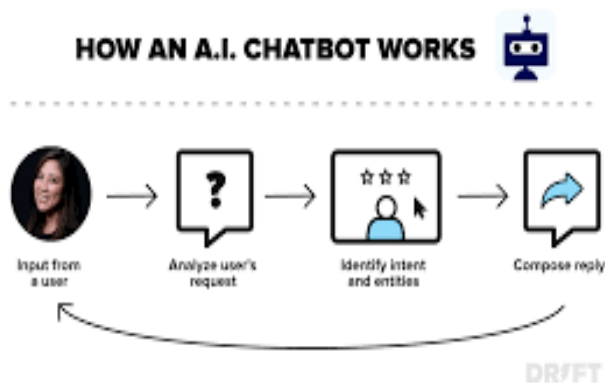 HOW AN A.I. CHATBOT WORKS
?
Input from
a user
Analyze user's
request
Identify intent
and entities
Compose reply
DRIFT